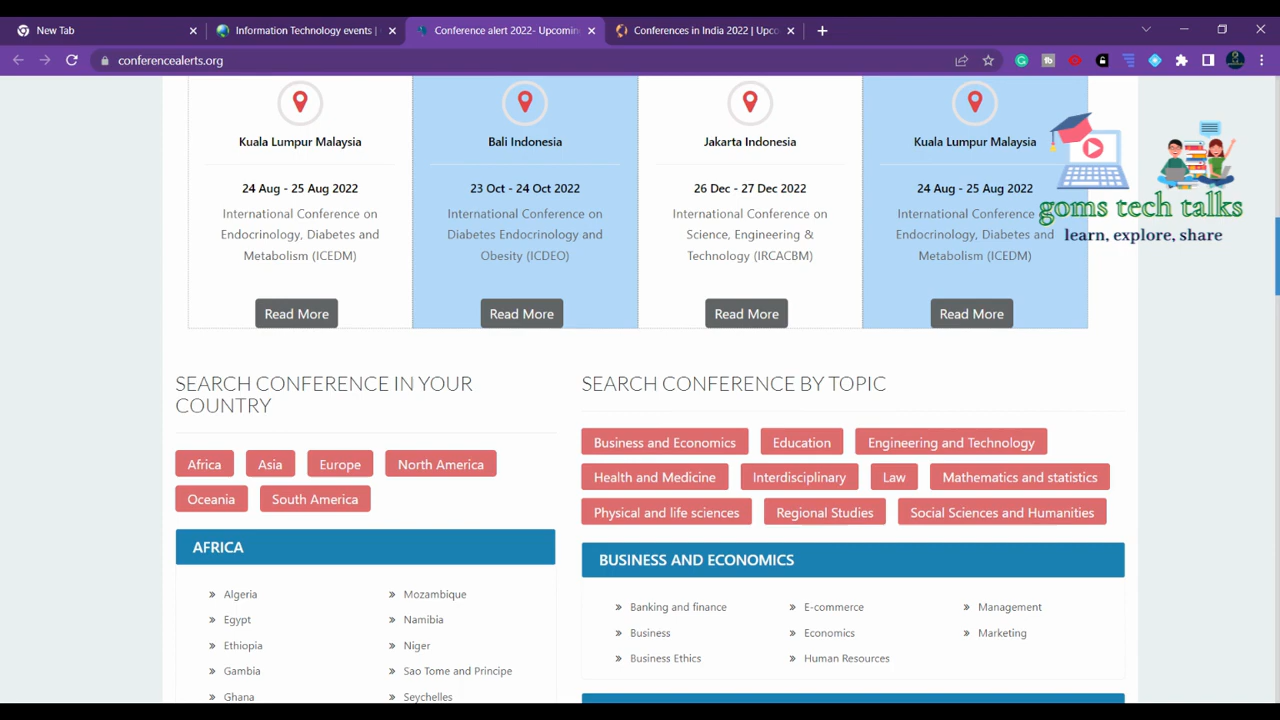 New Tab
Information Technology events |
Conference alert 2022- Upcomin
Conferences in India 2022 | Upco
conferencealerts.org
Kuala Lumpur Malaysia
24 Aug - 25 Aug 2022
International Conference on
Endocrinology, Diabetes and
Metabolism (ICEDM)
Read More
Bali Indonesia
23 Oct - 24 Oct 2022
International Conference on
Diabetes Endocrinology and
Obesity (ICDEO)
Read More
Jakarta Indonesia
26 Dec - 27 Dec 2022
International Conference on
Science, Engineering &
Technology (IRCACBM)
Read More
Kuala Lumpur Malaysia
24 Aug - 25 Aug 2022
International Conference
Endocrinology, Diabetes and
Metabolism (ICEDM)
Read More
goms tech talks
learn, explore, share
SEARCH CONFERENCE IN YOUR
COUNTRY
Africa Asia Europe North America
Oceania South America
AFRICA
Algeria Mozambique
Egypt Namibia
Ethiopia Niger
Gambia Sao Tome and Principe
Ghana Seychelles
SEARCH CONFERENCE BY TOPIC
Business and Economics Education Engineering and Technology
Health and Medicine Interdisciplinary Law Mathematics and statistics
Physical and life sciences Regional Studies Social Sciences and Humanities
BUSINESS AND ECONOMICS
Banking and finance E-commerce Management
Business Economics Marketing
Business Ethics Human Resources